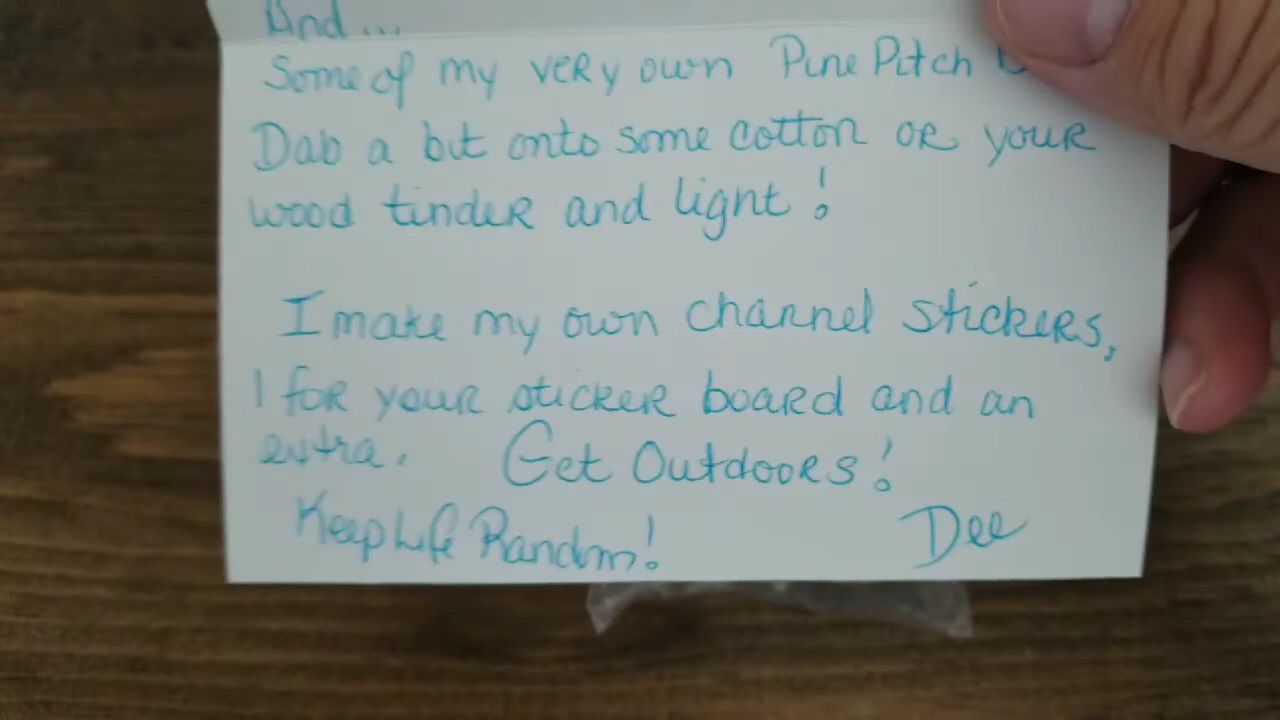 And...
Some of my very own Pine Pitch
Dab a bit onto some cotton or your
wood tinder and light!
I make my own channel stickers,
1 for your sticker board and an
extra. Get Outdoors!
Keep Life Random! Dee